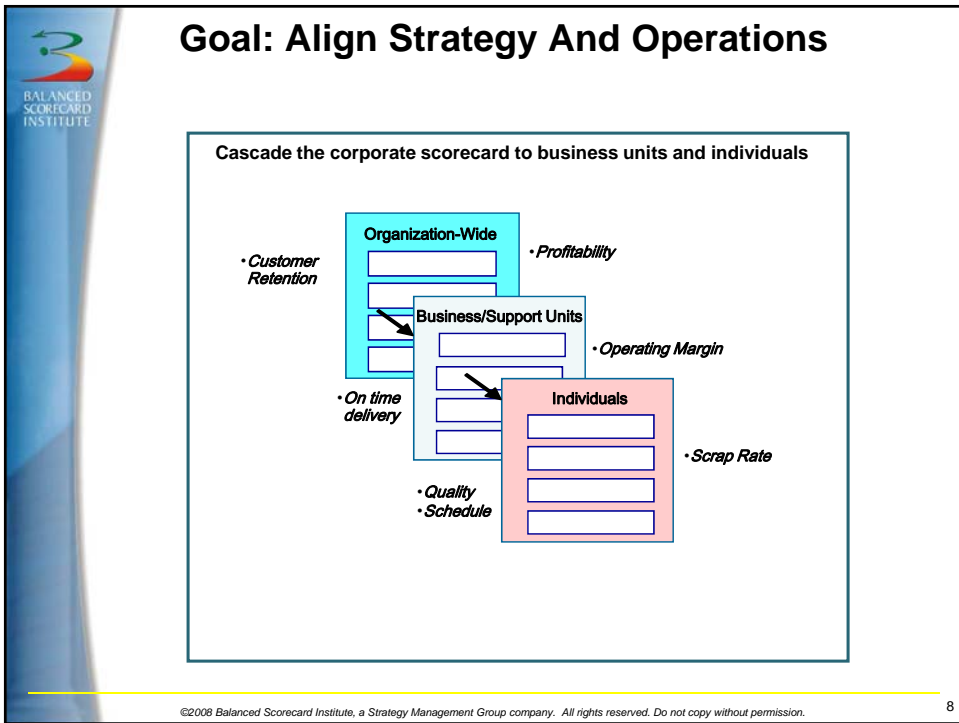 Goal: Align Strategy And Operations
BALANCED
SCORECARD
INSTITUTE
Cascade the corporate scorecard to business units and individuals
Organization-Wide
•Customer
Retention
•Profitability
Business/Support Units
•Operating Margin
•On time
delivery
Individuals
•Scrap Rate
•Quality
•Schedule
©2008 Balanced Scorecard Institute, a Strategy Management Group company. All rights reserved. Do not copy without permission.
8